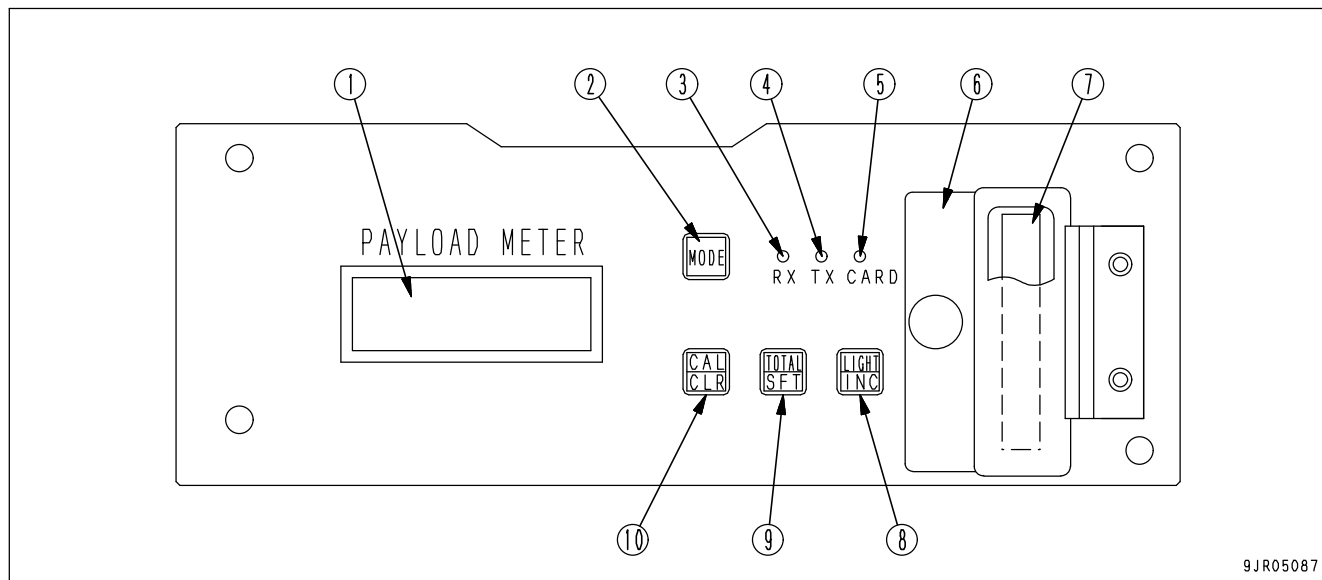 ① ② ③ ④ ⑤ ⑥ ⑦
PAYLOAD METER
MODE
RX TX CARD
CAL
CLR
TOTAL
SFT
LIGHT
INC
⑩ ⑨ ⑧
9JR05087